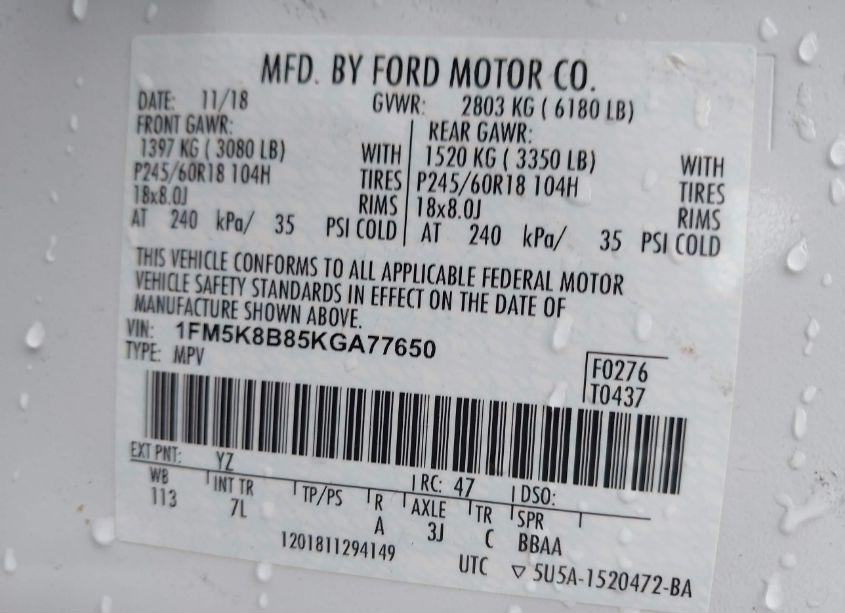 MFD. BY FORD MOTOR CO.
DATE: 11/18 GVWR: 2803 KG ( 6180 LB)
FRONT GAWR: REAR GAWR:
1397 KG ( 3080 LB) WITH 1520 KG ( 3350 LB) WITH
P245/60R18 104H TIRES P245/60R18 104H TIRES
18x8.0J RIMS 18x8.0J RIMS
AT 240 kPa/ 35 PSI COLD AT 240 kPa/ 35 PSI COLD
THIS VEHICLE CONFORMS TO ALL APPLICABLE FEDERAL MOTOR
VEHICLE SAFETY STANDARDS IN EFFECT ON THE DATE OF
MANUFACTURE SHOWN ABOVE.
VIN: 1FM5K8B85KGA77650
TYPE: MPV
F0276
T0437
EXT PNT: YZ RC: 47 DSO:
WB INT TR TP/PS R AXLE TR SPR
113 7L A 3J C BBAA
1201811294149
UTC ▽ 5U5A-1520472-BA